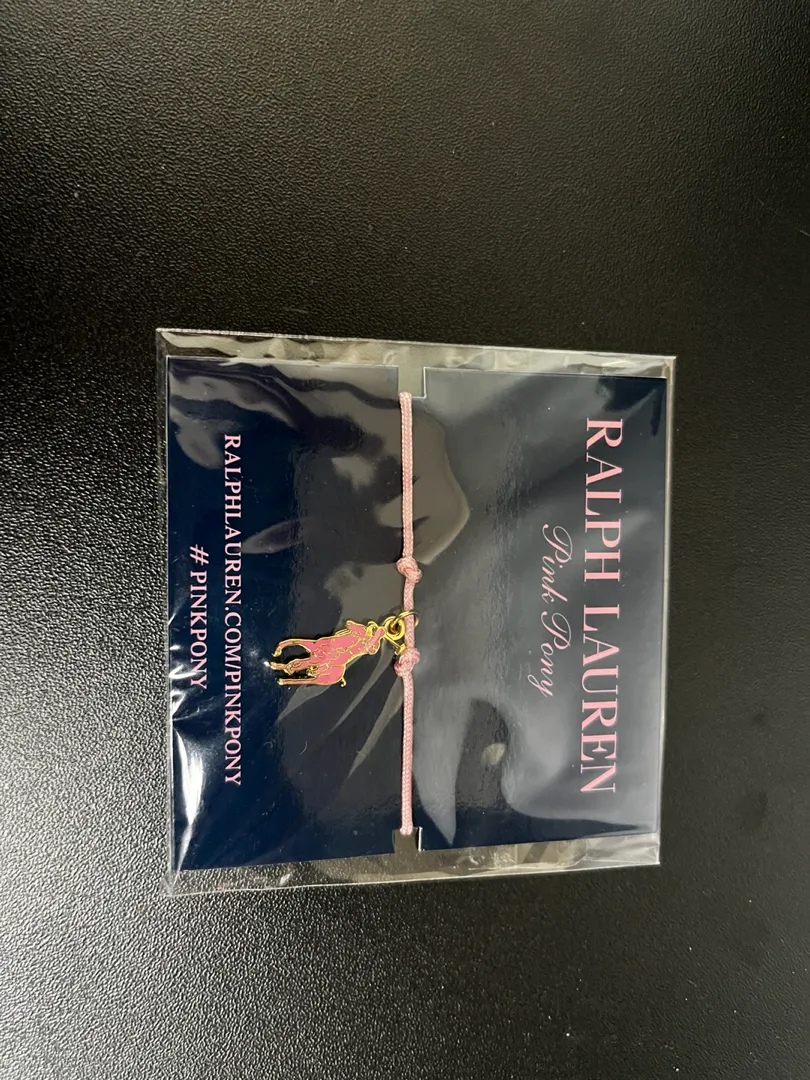 RALPH LAUREN
Pink Pony
RALPHLAUREN.COM/PINKPONY
# PINKPONY